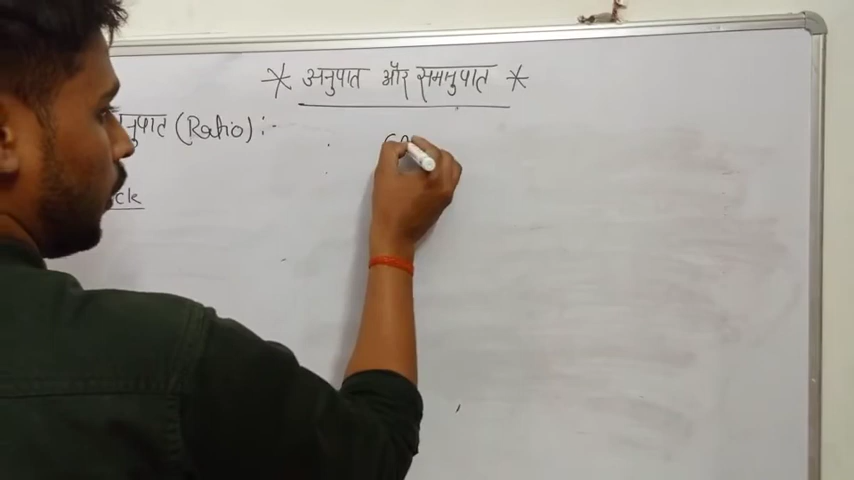 * अनुपात और समानुपात *
नुपात (Ratio) :-
ck